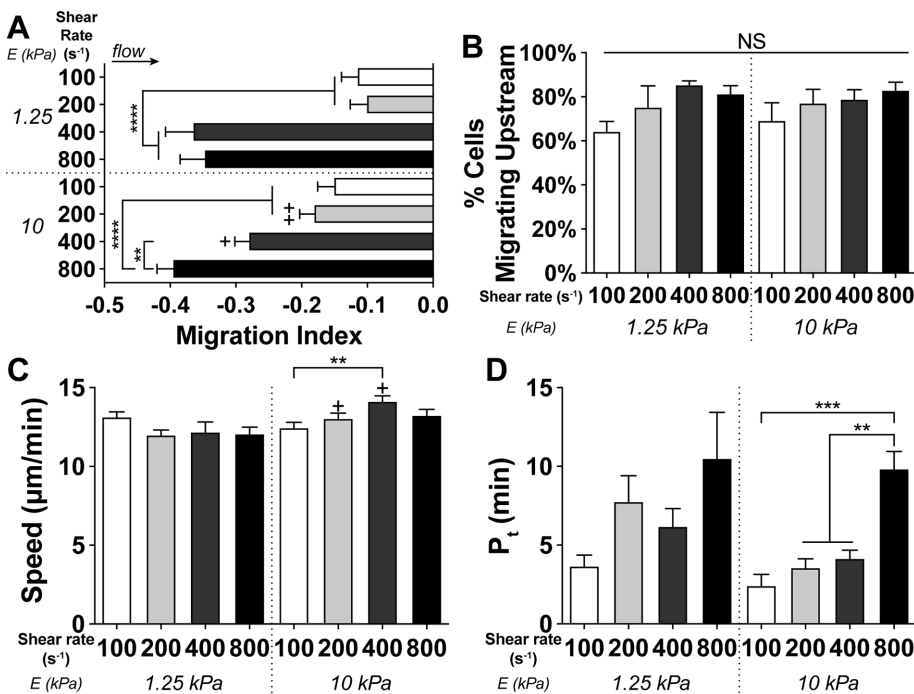 A
Shear
Rate
E (kPa) (s⁻¹)
flow
100
1.25
200
400
800
****
100
10
200
400
800
****
**
++
+
-0.5 -0.4 -0.3 -0.2 -0.1 0.0
Migration Index
B
NS
100%
80%
60%
40%
20%
0%
% Cells
Migrating Upstream
Shear rate (s⁻¹) 100 200 400 800 100 200 400 800
E (kPa) 1.25 kPa 10 kPa
C
**
15
10
5
0
+
+
Speed (µm/min)
Shear rate
(s⁻¹)
100 200 400 800 100 200 400 800
E (kPa) 1.25 kPa 10 kPa
D
***
**
15
10
5
0
Pt (min)
Shear rate
(s⁻¹)
100 200 400 800 100 200 400 800
E (kPa) 1.25 kPa 10 kPa